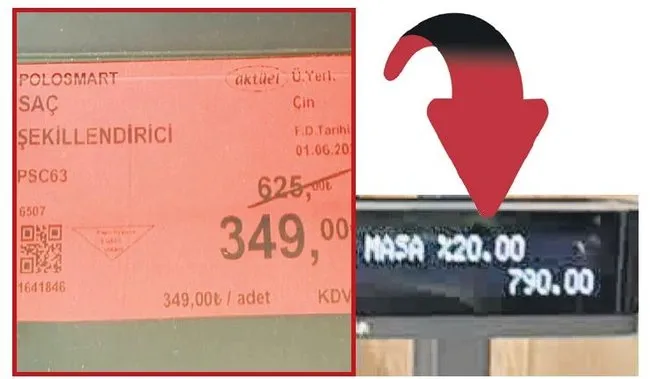 POLOSMART
aktüel
Ü.Yeri.
SAÇ
Çin
ŞEKİLLENDİRİCİ
F.D.Tarihi
01.06.20
PSC63
625,00₺
6507
349,00
1641846
349,00₺ / adet
KDV
MASA %20.00
790.00